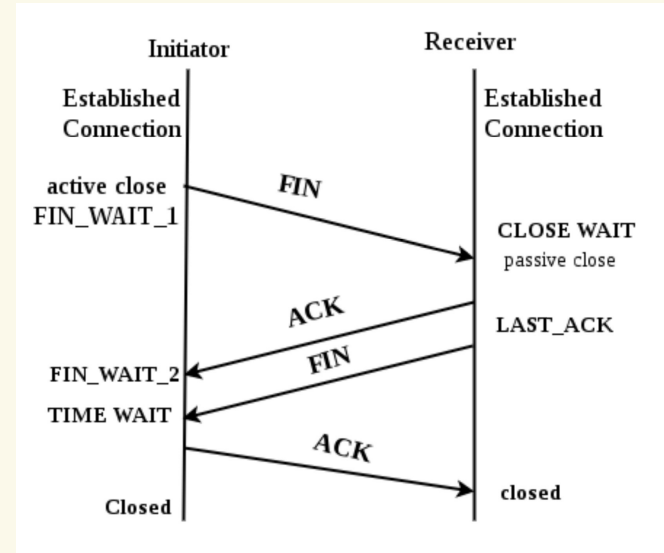 Initiator
Receiver
Established
Connection
Established
Connection
active close
FIN_WAIT_1
FIN
CLOSE WAIT
passive close
ACK
LAST_ACK
FIN
FIN_WAIT_2
TIME WAIT
ACK
closed
Closed